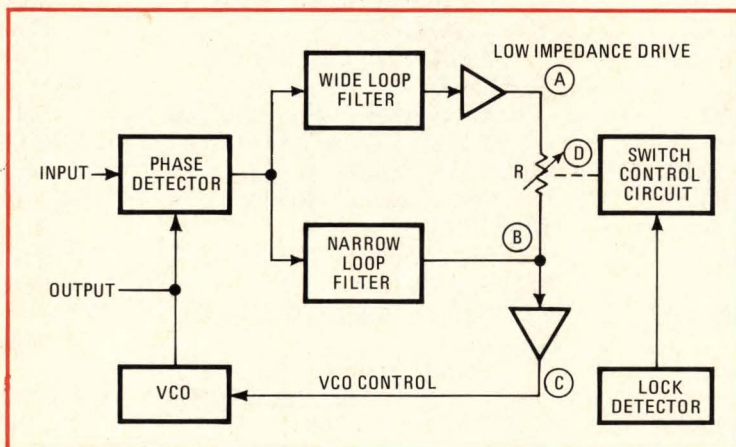 LOW IMPEDANCE DRIVE
WIDE LOOP
FILTER
A
INPUT
PHASE
DETECTOR
R
D
SWITCH
CONTROL
CIRCUIT
B
NARROW
LOOP
FILTER
OUTPUT
VCO
VCO CONTROL
C
LOCK
DETECTOR